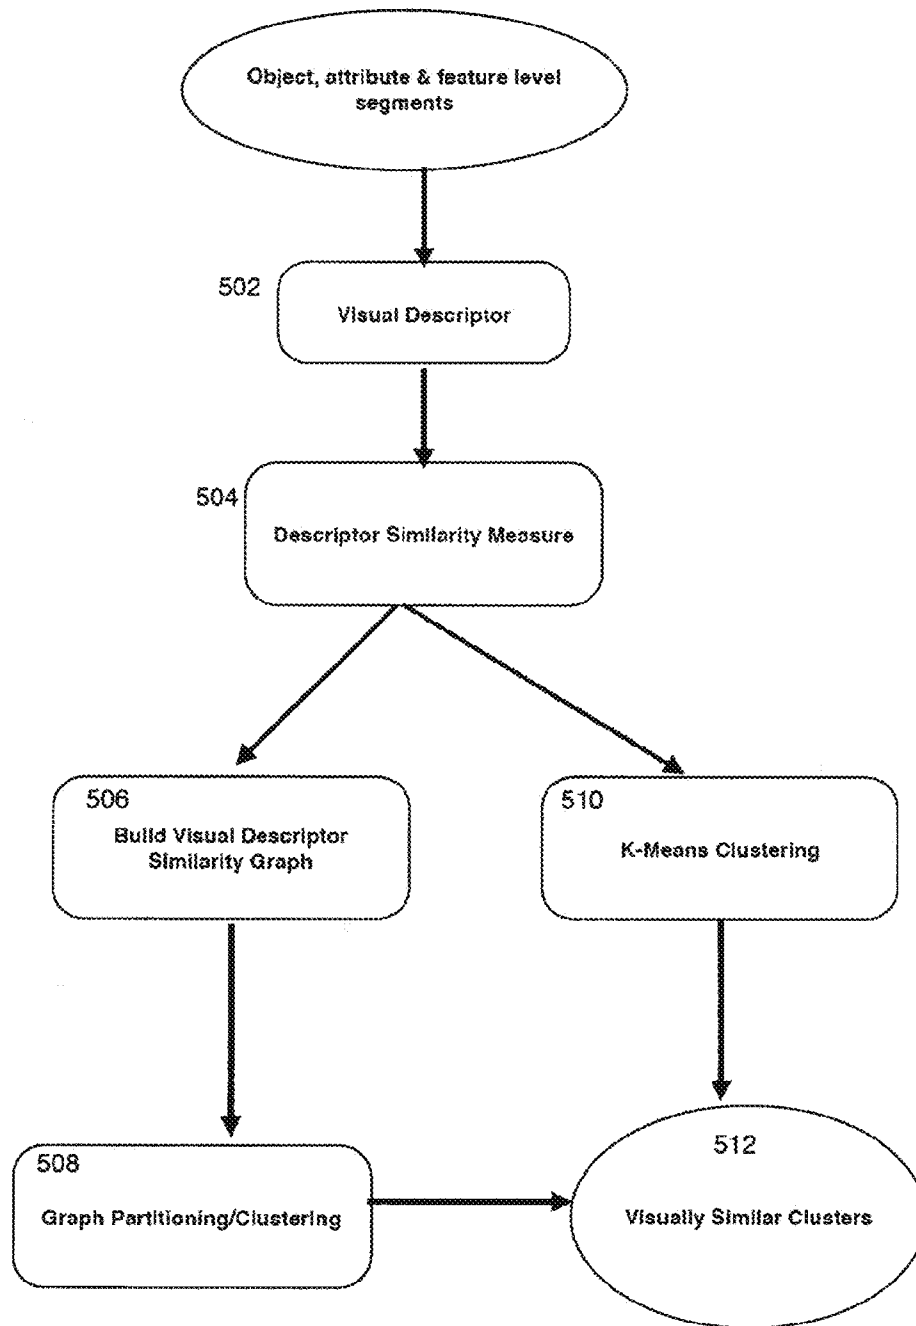 Object, attribute & feature level
segments
502
Visual Descriptor
504
Descriptor Similarity Measure
506
Build Visual Descriptor
Similarity Graph
510
K-Means Clustering
508
Graph Partitioning/Clustering
512
Visually Similar Clusters